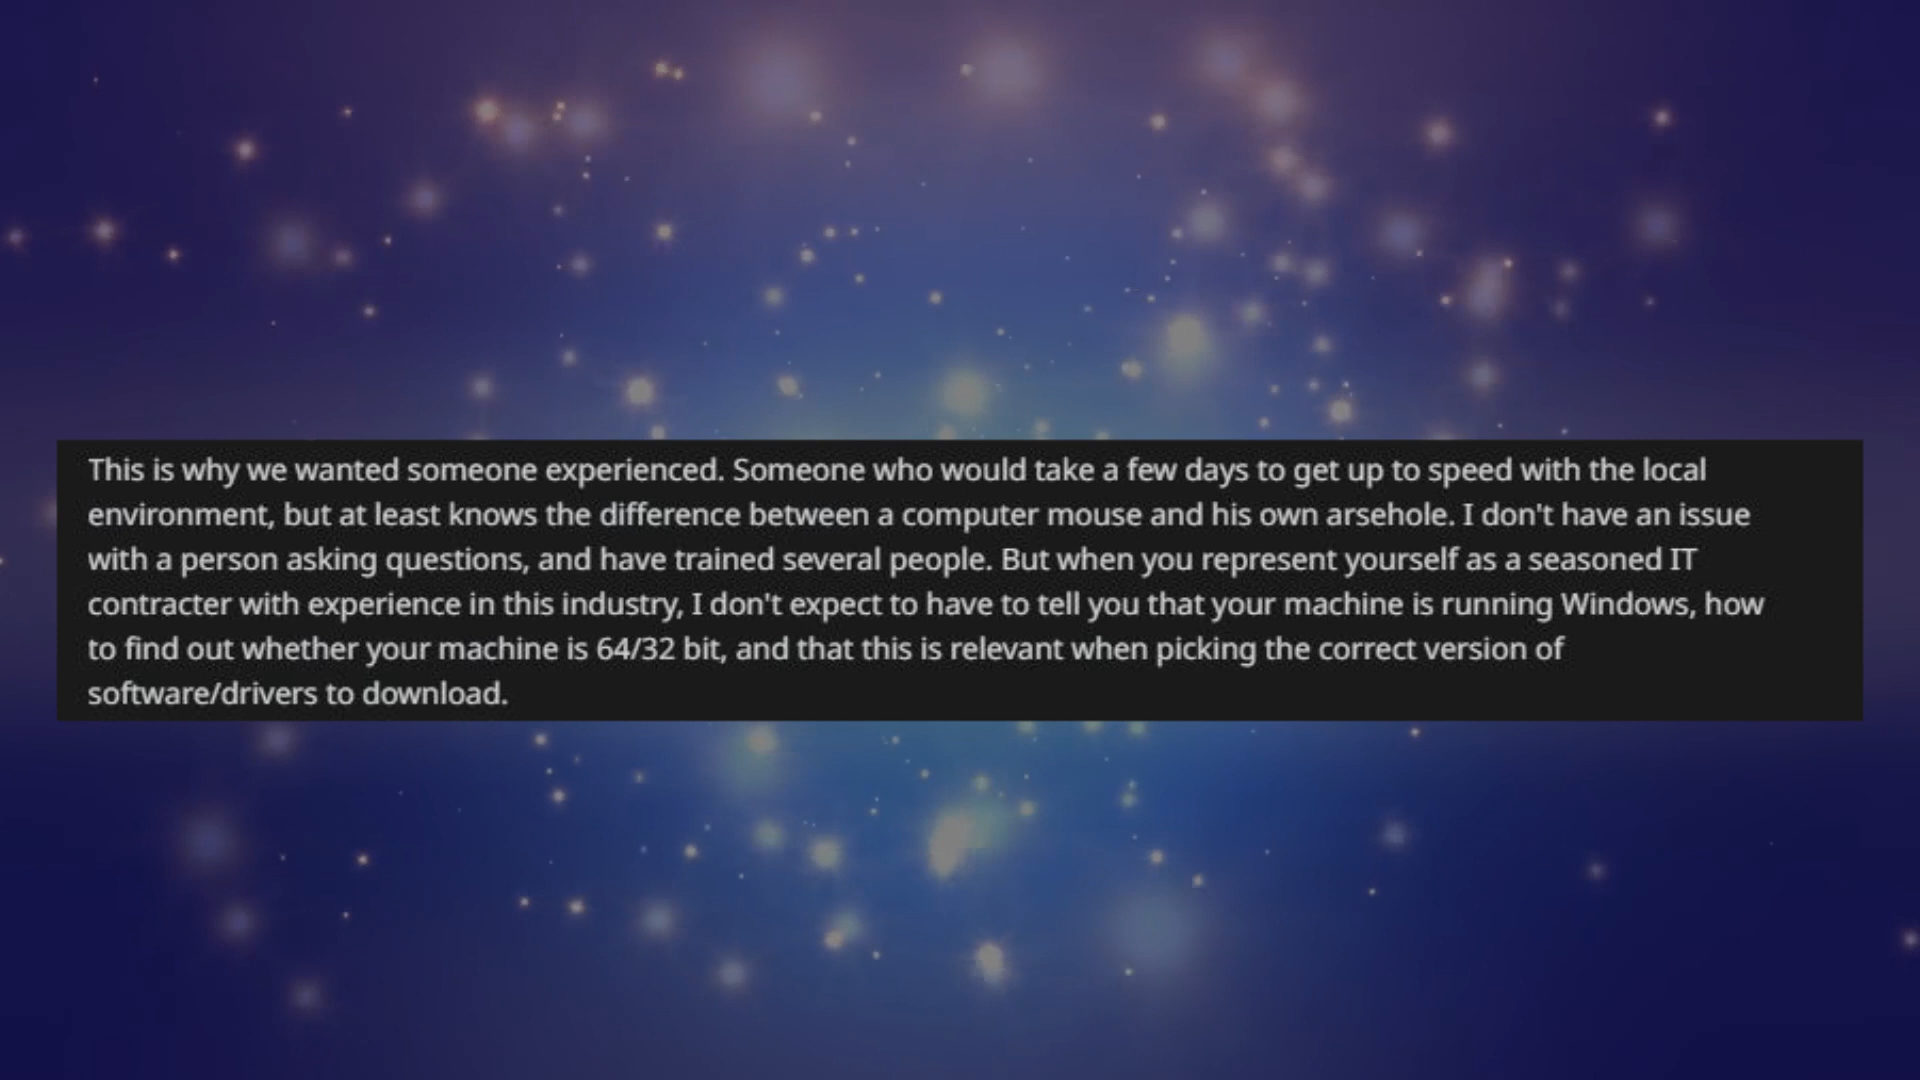 This is why we wanted someone experienced. Someone who would take a few days to get up to speed with the local
environment, but at least knows the difference between a computer mouse and his own arsehole. I don't have an issue
with a person asking questions, and have trained several people. But when you represent yourself as a seasoned IT
contracter with experience in this industry, I don't expect to have to tell you that your machine is running Windows, how
to find out whether your machine is 64/32 bit, and that this is relevant when picking the correct version of
software/drivers to download.